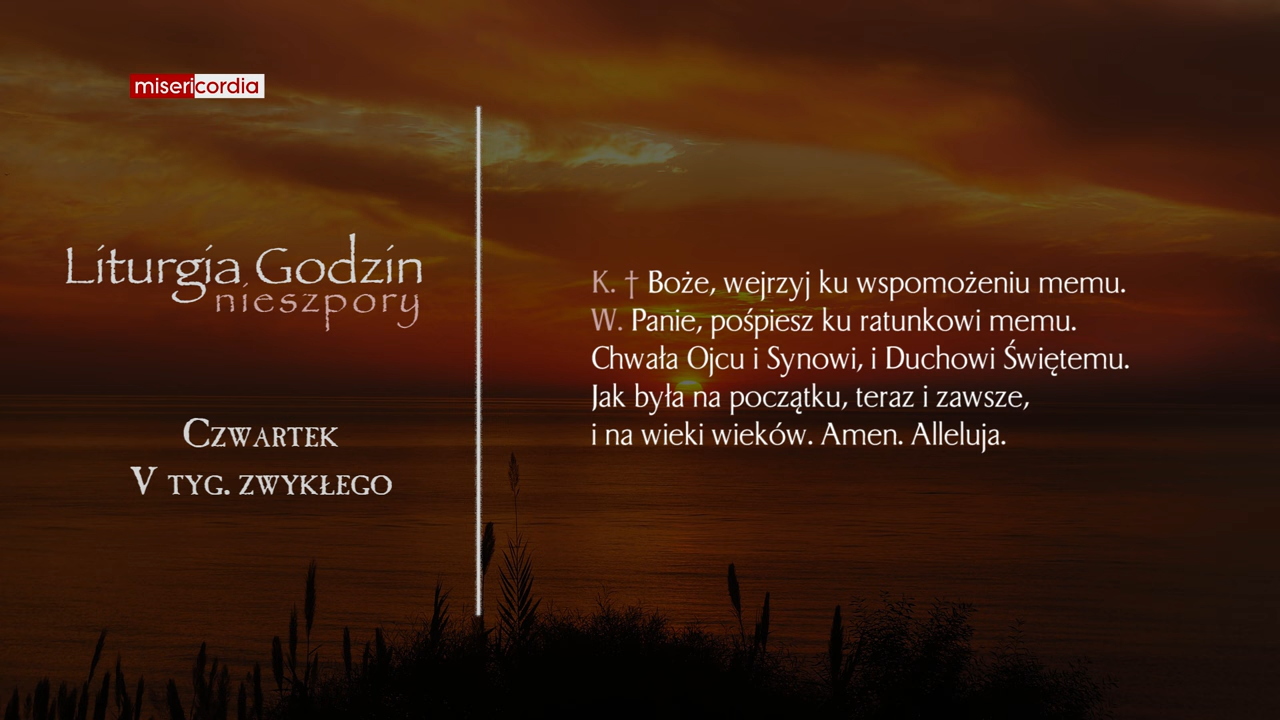 misericordia
Liturgia Godzin
nieszpory
Czwartek
V tyg. zwykłego
K. † Boże, wejrzyj ku wspomożeniu memu.
W. Panie, pośpiesz ku ratunkowi memu.
Chwała Ojcu i Synowi, i Duchowi Świętemu.
Jak była na początku, teraz i zawsze,
i na wieki wieków. Amen. Alleluja.